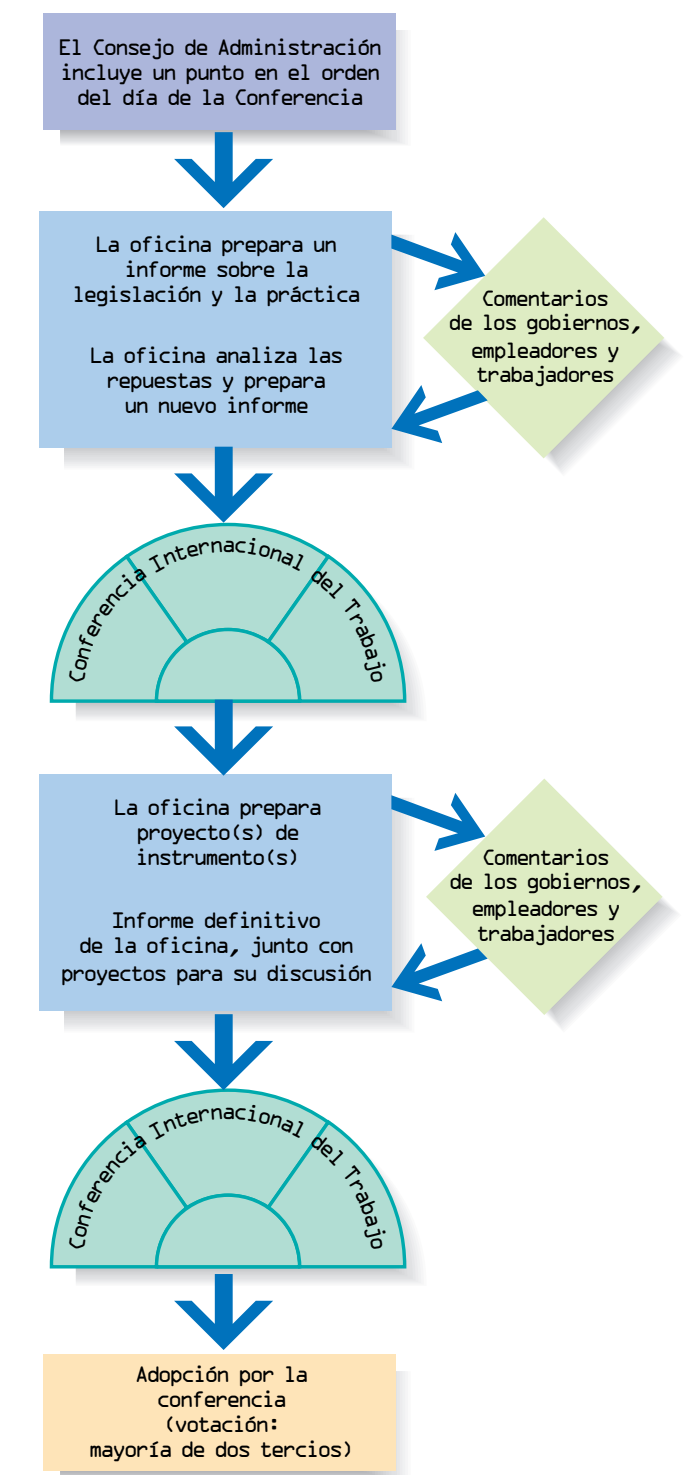 El Consejo de Administración
incluye un punto en el orden
del día de la Conferencia
La oficina prepara un
informe sobre la
legislación y la práctica
La oficina analiza las
repuestas y prepara
un nuevo informe
Comentarios
de los gobiernos,
empleadores y
trabajadores
Conferencia Internacional del Trabajo
La oficina prepara
proyecto(s) de
instrumento(s)
Informe definitivo
de la oficina, junto con
proyectos para su discusión
Comentarios
de los gobiernos,
empleadores y
trabajadores
Conferencia Internacional del Trabajo
Adopción por la
conferencia
(votación:
mayoría de dos tercios)